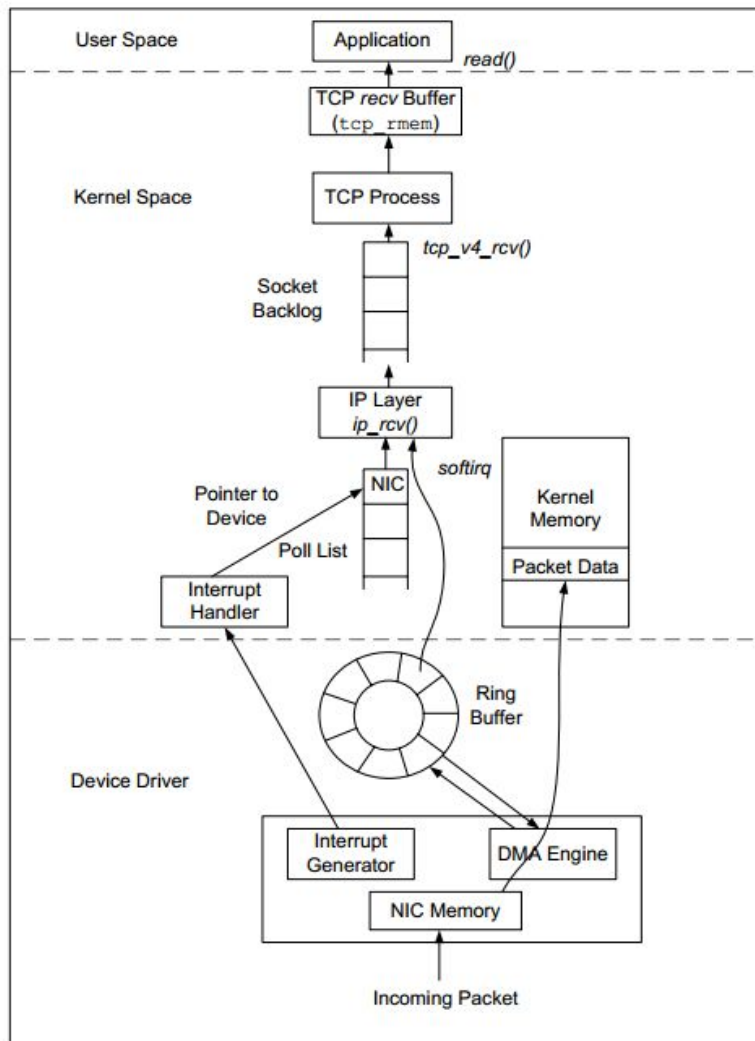 User Space
Application
read()
TCP recv Buffer
(tcp_rmem)
Kernel Space
TCP Process
tcp_v4_rcv()
Socket
Backlog
IP Layer
ip_rcv()
softirq
Pointer to
Device
NIC
Poll List
Kernel
Memory
Packet Data
Interrupt
Handler
Ring
Buffer
Device Driver
Interrupt
Generator
DMA Engine
NIC Memory
Incoming Packet